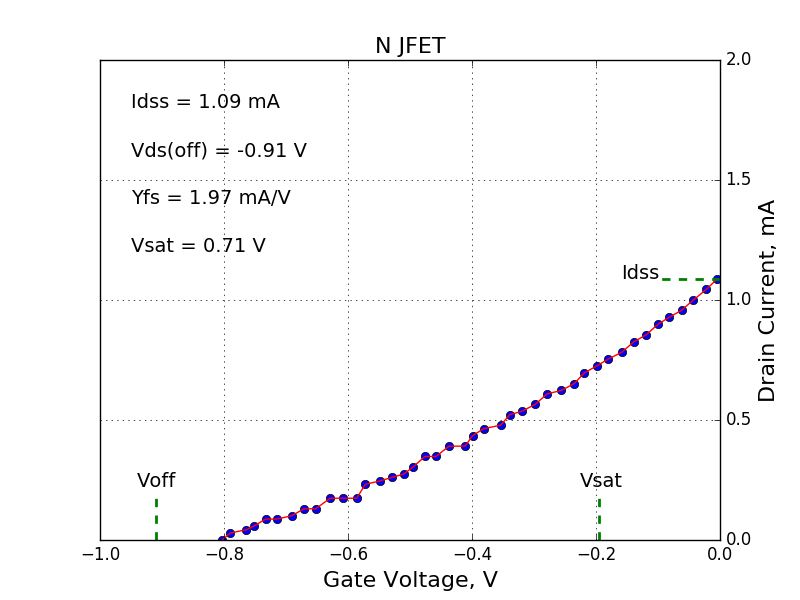 N JFET
Idss = 1.09 mA
Vds(off) = -0.91 V
Yfs = 1.97 mA/V
Vsat = 0.71 V
Idss
Voff
Vsat
2.0
1.5
1.0
0.5
0.0
Drain Current, mA
−1.0 −0.8 −0.6 −0.4 −0.2 0.0
Gate Voltage, V